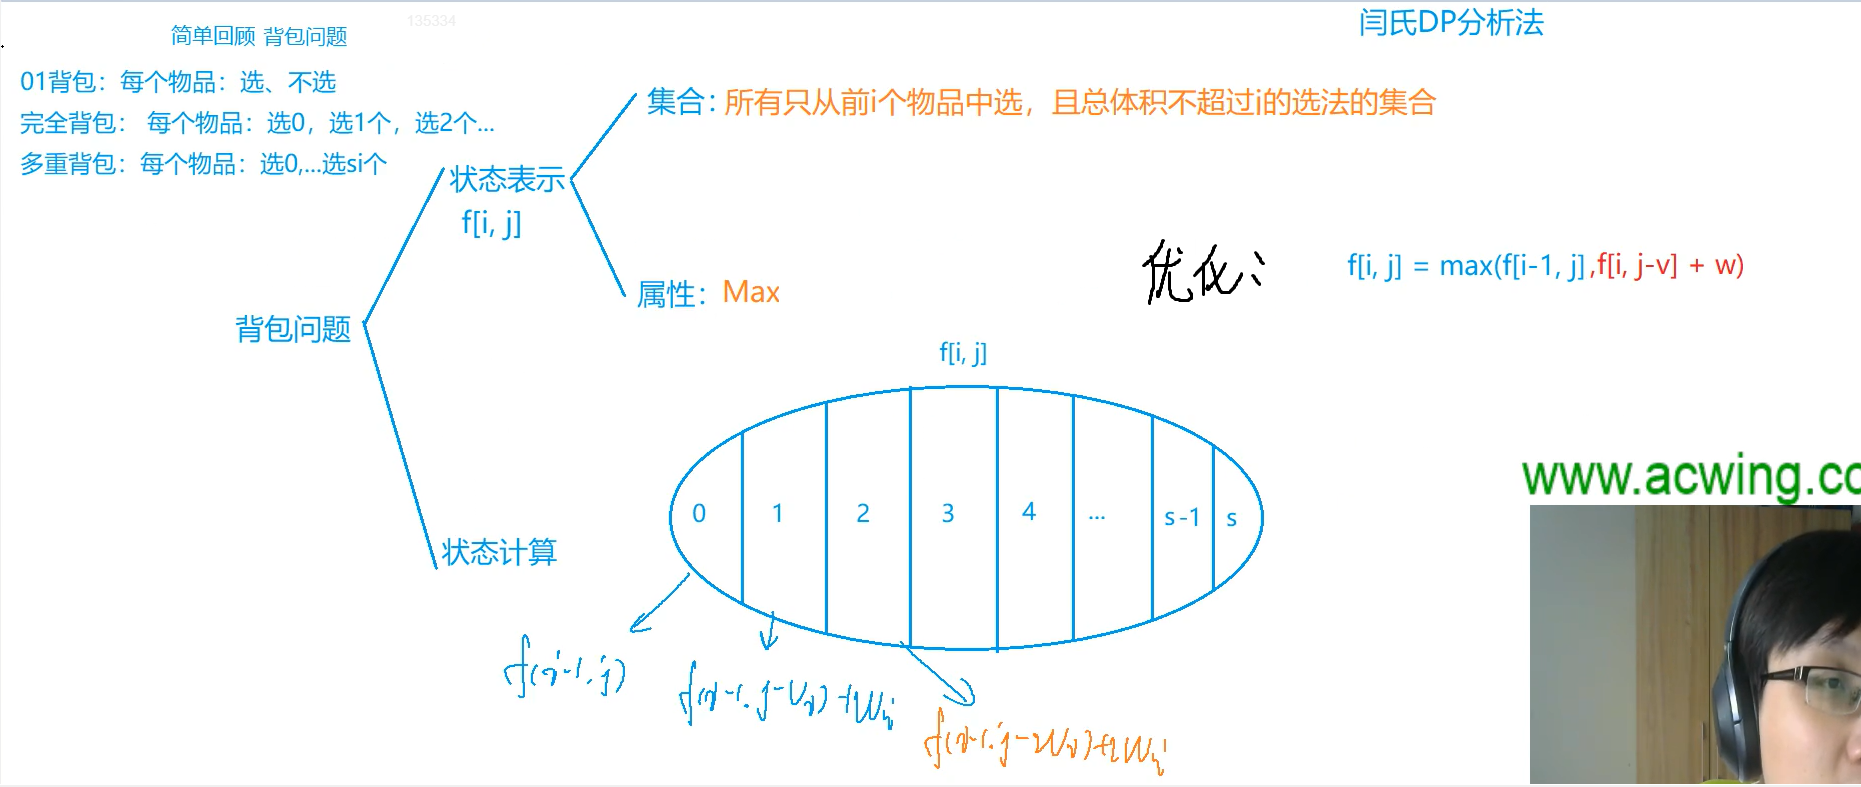 135334
简单回顾 背包问题
闫氏DP分析法
01背包：每个物品：选、不选
完全背包： 每个物品：选0，选1个，选2个...
多重背包：每个物品：选0,...选si个
集合：所有只从前i个物品中选，且总体积不超过i的选法的集合
状态表示
f[i, j]
属性：Max
优化：
f[i, j] = max(f[i-1, j],f[i, j-v] + w)
背包问题
f[i, j]
0 1 2 3 4 ... s-1 s
状态计算
f(i-1,j)
f(i-1,j-vi)+wi
f(i-1,j-2vi)+2wi
www.acwing.co